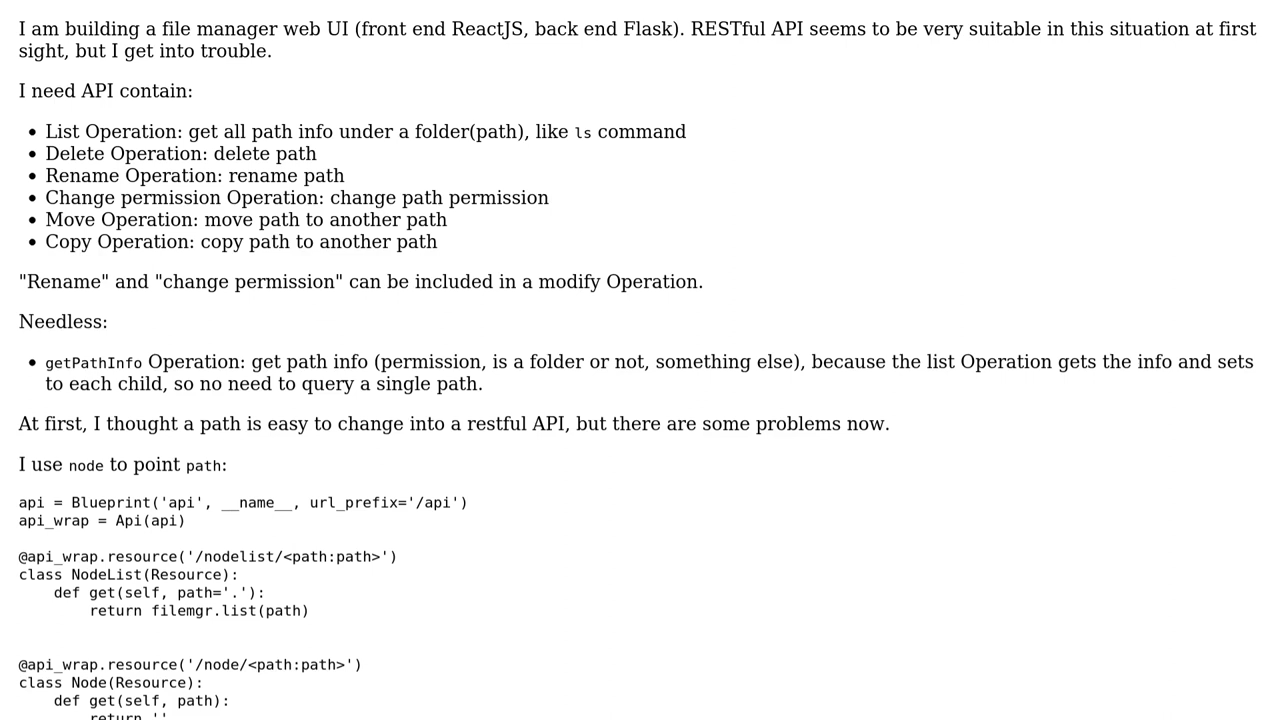 I am building a file manager web UI (front end ReactJS, back end Flask). RESTful API seems to be very suitable in this situation at first
sight, but I get into trouble.
I need API contain:
• List Operation: get all path info under a folder(path), like ls command
• Delete Operation: delete path
• Rename Operation: rename path
• Change permission Operation: change path permission
• Move Operation: move path to another path
• Copy Operation: copy path to another path
"Rename" and "change permission" can be included in a modify Operation.
Needless:
• getPathInfo Operation: get path info (permission, is a folder or not, something else), because the list Operation gets the info and sets
to each child, so no need to query a single path.
At first, I thought a path is easy to change into a restful API, but there are some problems now.
I use node to point path:
api = Blueprint('api', __name__, url_prefix='/api')
api_wrap = Api(api)
@api_wrap.resource('/nodelist/<path:path>')
class NodeList(Resource):
    def get(self, path='.'):
        return filemgr.list(path)
@api_wrap.resource('/node/<path:path>')
class Node(Resource):
    def get(self, path):
        return ''